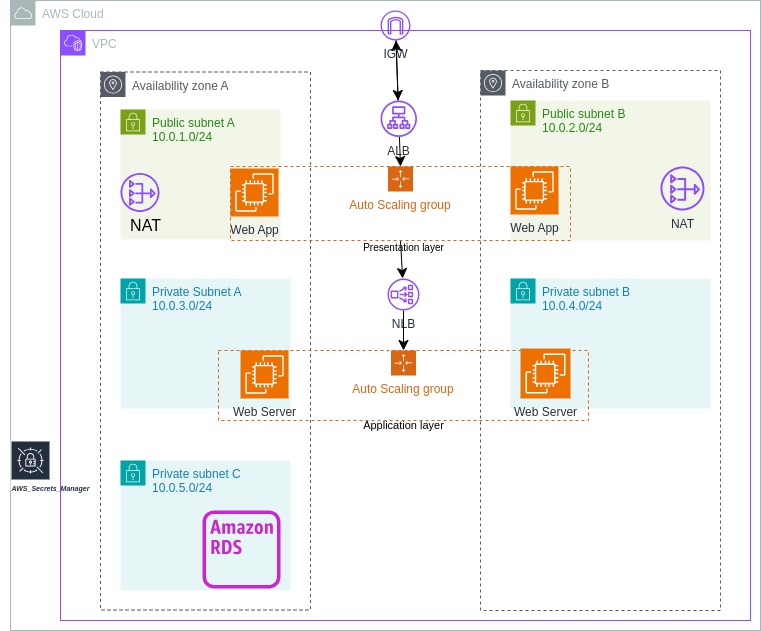 AWS Cloud
VPC
IGW
Availability zone A
Availability zone B
Public subnet A
10.0.1.0/24
Public subnet B
10.0.2.0/24
ALB
NAT
Web App
Auto Scaling group
Web App
NAT
Presentation layer
Private Subnet A
10.0.3.0/24
Private subnet B
10.0.4.0/24
NLB
Auto Scaling group
Web Server
Web Server
Application layer
AWS_Secrets_Manager
Private subnet C
10.0.5.0/24
Amazon
RDS